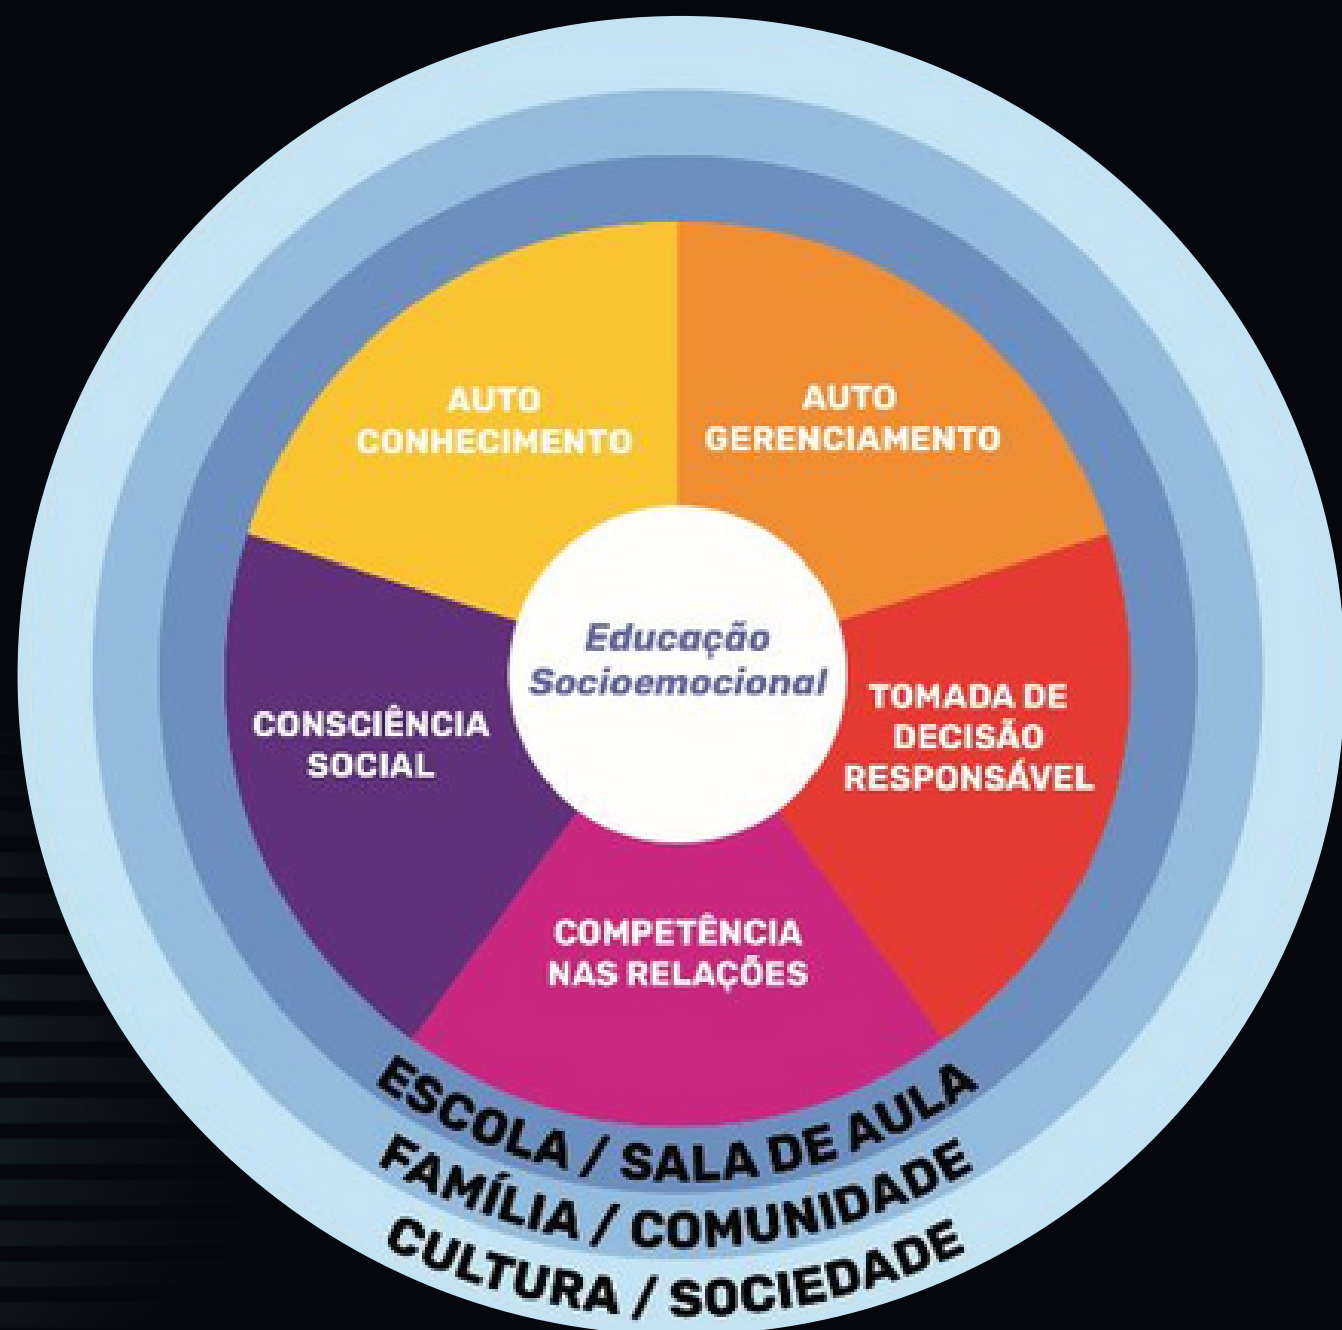 AUTO
CONHECIMENTO
AUTO
GERENCIAMENTO
Educação
Socioemocional
CONSCIÊNCIA
SOCIAL
TOMADA DE
DECISÃO
RESPONSÁVEL
COMPETÊNCIA
NAS RELAÇÕES
ESCOLA / SALA DE AULA
FAMÍLIA / COMUNIDADE
CULTURA / SOCIEDADE